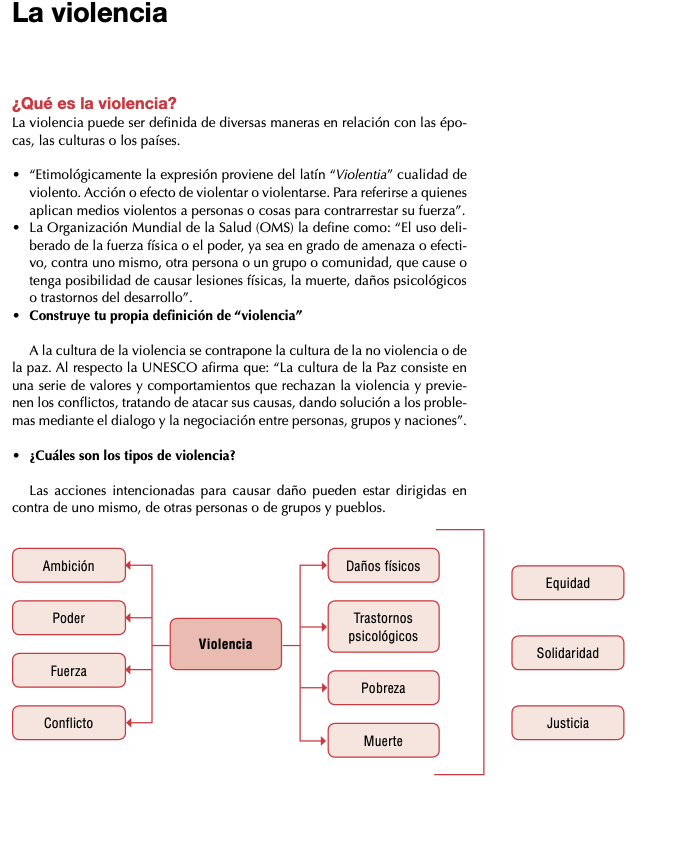 La violencia
¿Qué es la violencia?
La violencia puede ser definida de diversas maneras en relación con las épo-
cas, las culturas o los países.
• “Etimológicamente la expresión proviene del latín “Violentia” cualidad de
violento. Acción o efecto de violentar o violentarse. Para referirse a quienes
aplican medios violentos a personas o cosas para contrarrestar su fuerza”.
• La Organización Mundial de la Salud (OMS) la define como: “El uso deli-
berado de la fuerza física o el poder, ya sea en grado de amenaza o efecti-
vo, contra uno mismo, otra persona o un grupo o comunidad, que cause o
tenga posibilidad de causar lesiones físicas, la muerte, daños psicológicos
o trastornos del desarrollo”.
• Construye tu propia definición de “violencia”
A la cultura de la violencia se contrapone la cultura de la no violencia o de
la paz. Al respecto la UNESCO afirma que: “La cultura de la Paz consiste en
una serie de valores y comportamientos que rechazan la violencia y previe-
nen los conflictos, tratando de atacar sus causas, dando solución a los proble-
mas mediante el dialogo y la negociación entre personas, grupos y naciones”.
• ¿Cuáles son los tipos de violencia?
Las acciones intencionadas para causar daño pueden estar dirigidas en
contra de uno mismo, de otras personas o de grupos y pueblos.
Ambición
Poder
Fuerza
Conflicto
Violencia
Daños físicos
Trastornos
psicológicos
Pobreza
Muerte
Equidad
Solidaridad
Justicia